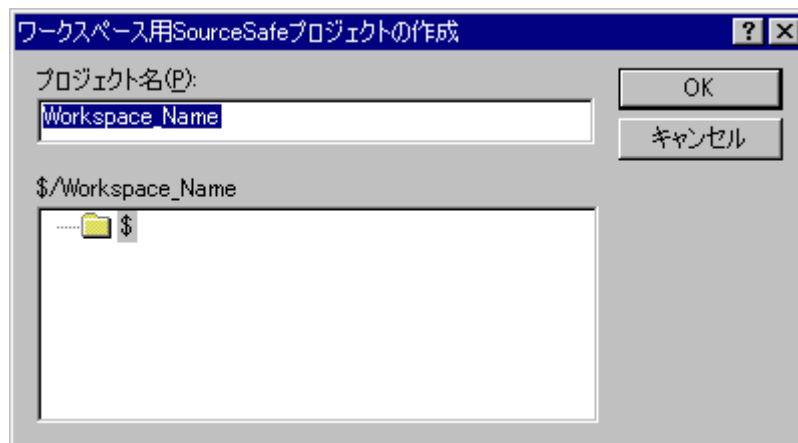 ワークスペース用SourceSafeプロジェクトの作成
プロジェクト名(P):
OK
Workspace_Name
キャンセル
$/Workspace_Name
$